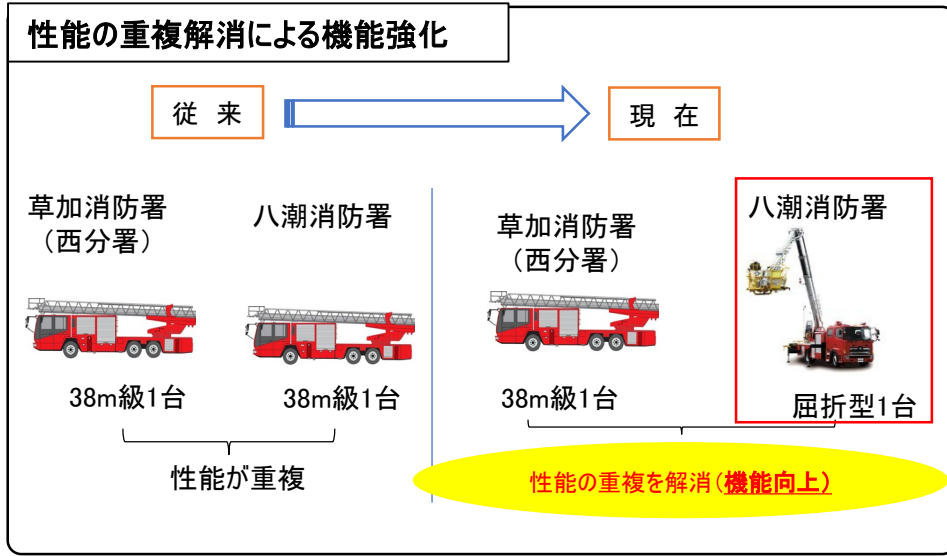 性能の重複解消による機能強化
従 来
現 在
草加消防署
（西分署）
八潮消防署
38m級1台
38m級1台
性能が重複
草加消防署
（西分署）
八潮消防署
38m級1台
屈折型1台
性能の重複を解消（機能向上）